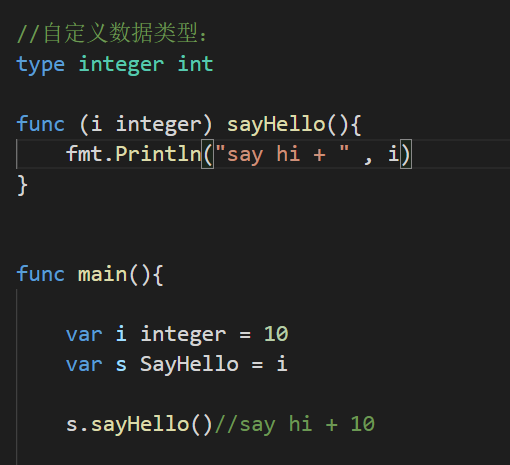 //自定义数据类型：
type integer int
func (i integer) sayHello(){
fmt.Println("say hi + " , i)
}
func main(){
var i integer = 10
var s SayHello = i
s.sayHello()//say hi + 10